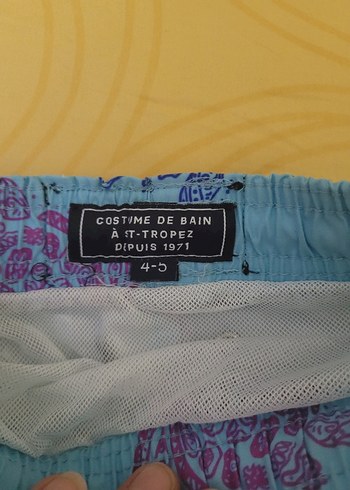 COSTUME DE BAIN
À ST-TROPEZ
DEPUIS 1971
4-5